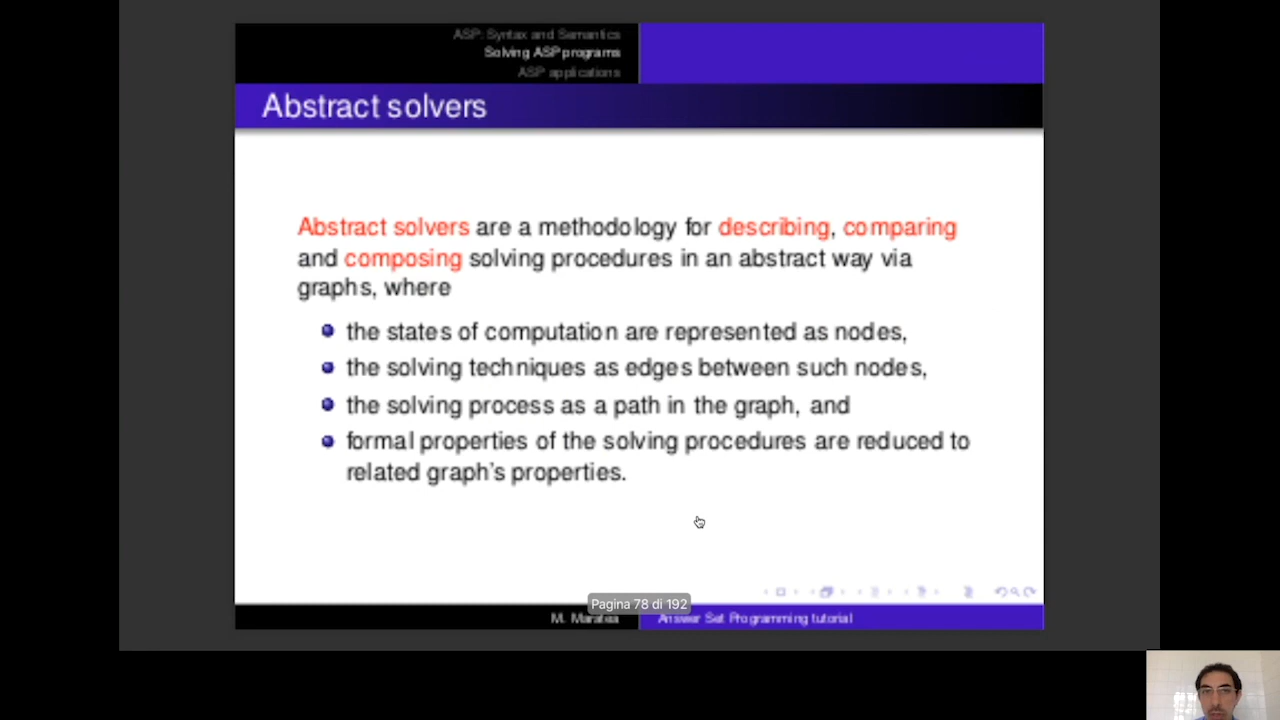 ASP: Syntax and Semantics
Solving ASP programs
ASP applications
Abstract solvers
Abstract solvers are a methodology for describing, comparing
and composing solving procedures in an abstract way via
graphs, where
the states of computation are represented as nodes,
the solving techniques as edges between such nodes,
the solving process as a path in the graph, and
formal properties of the solving procedures are reduced to
related graph's properties.
Pagina 78 di 192
M. Maratea
Answer Set Programming tutorial